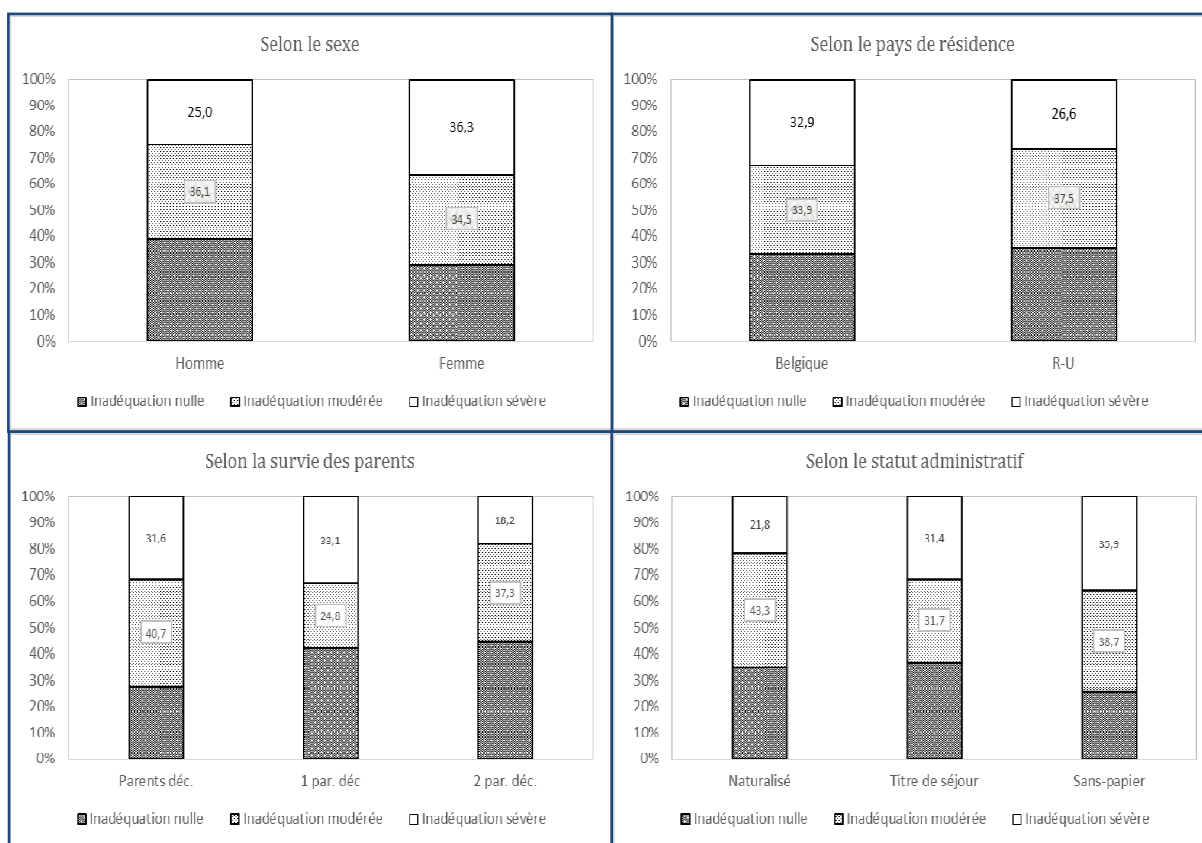 Selon le sexe
100%
90%
80%
70%
60%
50%
40%
30%
20%
10%
0%
25,0
36,1
36,3
34,5
Homme
Femme
Inadéquation nulle
Inadéquation modérée
Inadéquation sévère
Selon le pays de résidence
100%
90%
80%
70%
60%
50%
40%
30%
20%
10%
0%
32,9
33,9
26,6
37,5
Belgique
R-U
Inadéquation nulle
Inadéquation modérée
Inadéquation sévère
Selon la survie des parents
100%
90%
80%
70%
60%
50%
40%
30%
20%
10%
0%
31,6
40,7
33,1
24,8
18,2
37,3
Parents déc.
1 par. déc
2 par. déc.
Inadéquation nulle
Inadéquation modérée
Inadéquation sévère
Selon le statut administratif
100%
90%
80%
70%
60%
50%
40%
30%
20%
10%
0%
21,8
43,3
31,4
31,7
35,9
38,7
Naturalisé
Titre de séjour
Sans-papier
Inadéquation nulle
Inadéquation modérée
Inadéquation sévère